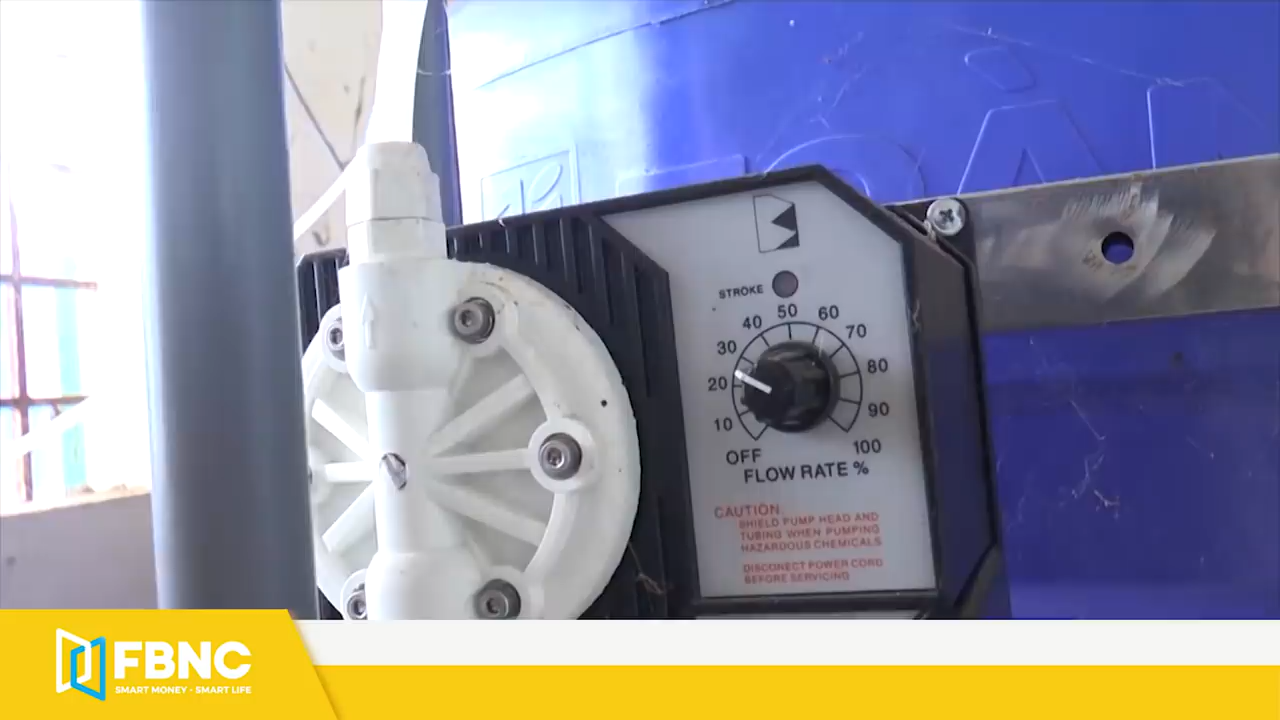 STROKE
10
20
30
40
50
60
70
80
90
100
OFF
FLOW RATE %
CAUTION
SHIELD PUMP HEAD AND
TUBING WHEN PUMPING
HAZARDOUS CHEMICALS
DISCONECT POWER CORD
BEFORE SERVICING
FBNC
SMART MONEY - SMART LIFE